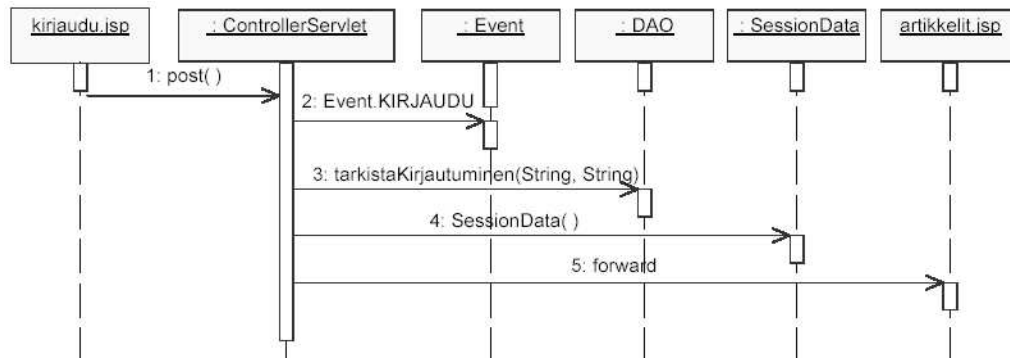 kirjaudu.jsp
: ControllerServlet
: Event
: DAO
: SessionData
artikkelit.jsp
1: post( )
2: Event.KIRJAUDU
3: tarkistaKirjautuminen(String, String)
4: SessionData( )
5: forward